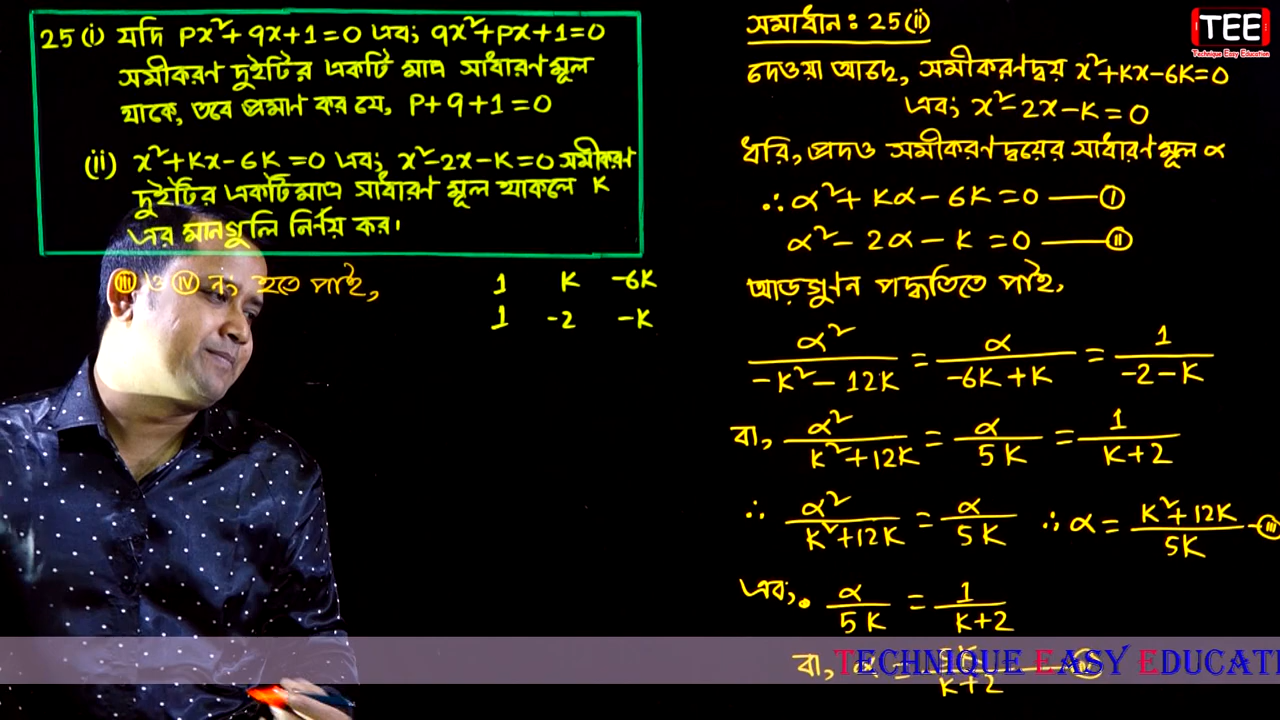 25 (i) যদি Px²+qx+1=0 এবং qx²+Px+1=0
সমীকরণ দুইটির একটি মাত্র সাধারণ মূল
থাকে, তবে প্রমাণ কর যে, P+q+1=0
(ii) x²+Kx-6K=0 এবং x²-2x-K=0 সমীকরণ
দুইটির একটিমাত্র সাধারণ মূল থাকলে K
এর মানগুলি নির্ণয় কর।
(iii) ও (iv) নং হতে পাই,
1 K -6K
1 -2 -K
সমাধান: 25(ii)
দেওয়া আছে, সমীকরণদ্বয় x²+Kx-6K=0
এবং x²-2x-K=0
ধরি, প্রদত্ত সমীকরণদ্বয়ের সাধারণ মূল α
∴ α²+Kα-6K=0 —(i)
α²-2α-K=0 —(ii)
আড়গুণন পদ্ধতিতে পাই,
α²/(-K²-12K) = α/(-6K+K) = 1/(-2-K)
বা, α²/(K²+12K) = α/5K = 1/(K+2)
∴ α²/(K²+12K) = α/5K ∴ α = (K²+12K)/5K —(iii)
এবং, α/5K = 1/(K+2)
বা, α = 5K/(K+2) —(iv)
TEE
Technique Easy Education
TECHNIQUE EASY EDUCATI